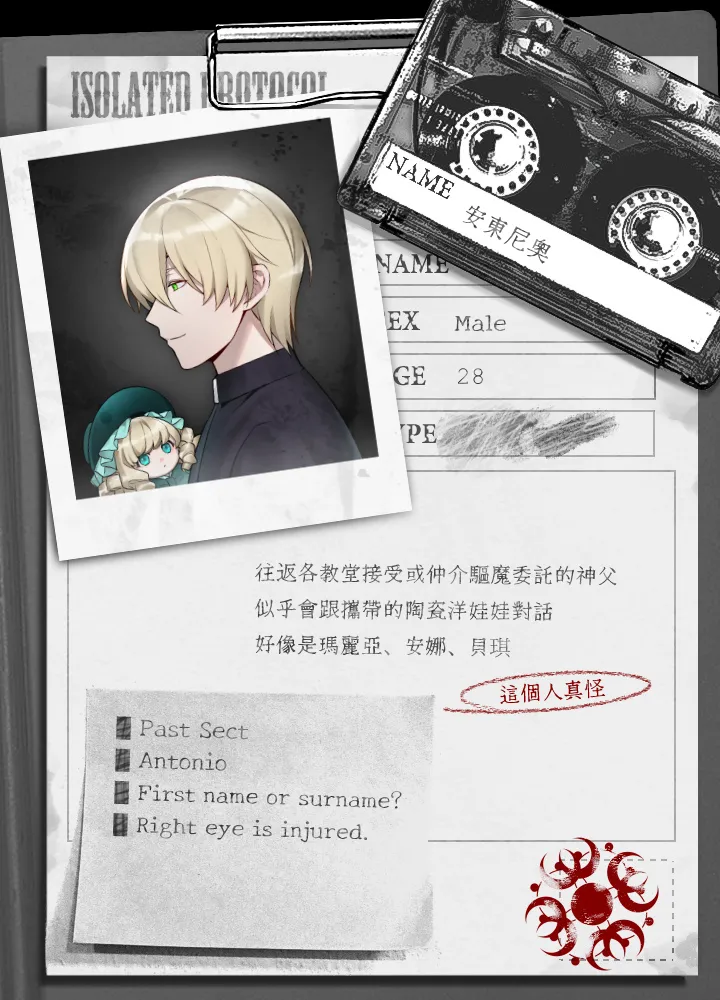 ISOLATED PROTOCOL
NAME
安東尼奧
NAME
EX Male
GE 28
YPE
往返各教堂接受或仲介驅魔委託的神父
似乎會跟攜帶的陶瓷洋娃娃對話
好像是瑪麗亞、安娜、貝琪
這個人真怪
Past Sect
Antonio
First name or surname?
Right eye is injured.